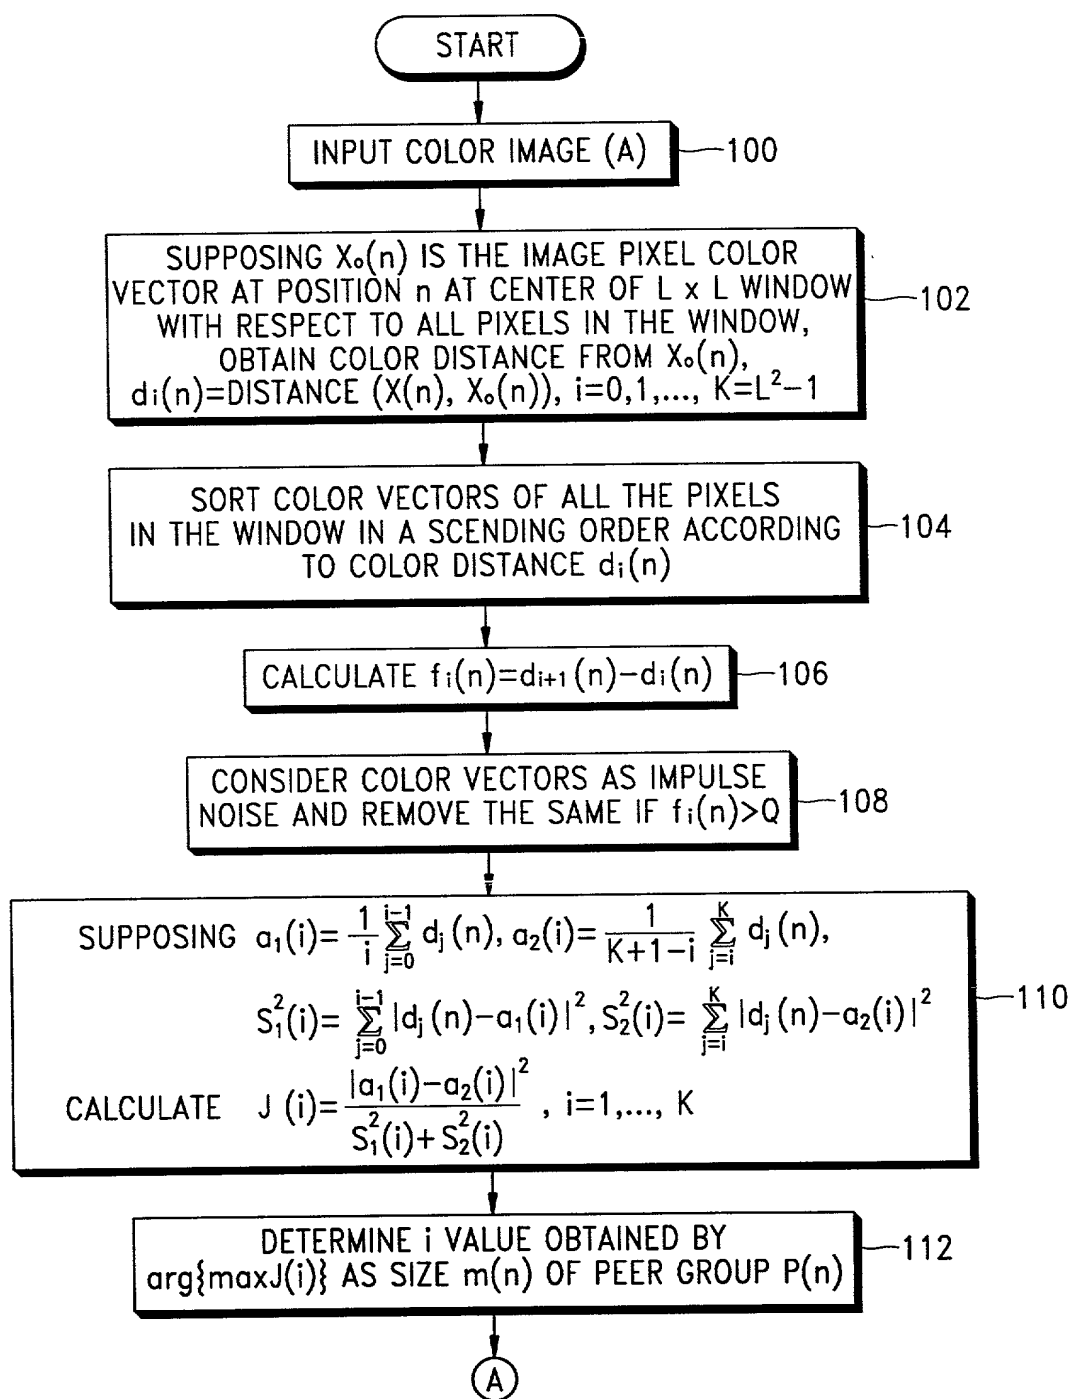 START
INPUT COLOR IMAGE (A)
100
SUPPOSING X₀(n) IS THE IMAGE PIXEL COLOR
VECTOR AT POSITION n AT CENTER OF L x L WINDOW
WITH RESPECT TO ALL PIXELS IN THE WINDOW,
OBTAIN COLOR DISTANCE FROM X₀(n),
dᵢ(n)=DISTANCE (X(n), X₀(n)), i=0,1,..., K=L²−1
102
SORT COLOR VECTORS OF ALL THE PIXELS
IN THE WINDOW IN A SCENDING ORDER ACCORDING
TO COLOR DISTANCE dᵢ(n)
104
CALCULATE fᵢ(n)=dᵢ₊₁(n)−dᵢ(n)
106
CONSIDER COLOR VECTORS AS IMPULSE
NOISE AND REMOVE THE SAME IF fᵢ(n)>Q
108
SUPPOSING a₁(i)= 1/i Σ_{j=0}^{i−1} dⱼ(n), a₂(i)= 1/(K+1−i) Σ_{j=i}^{K} dⱼ(n),
S₁²(i)= Σ_{j=0}^{i−1} |dⱼ(n)−a₁(i)|², S₂²(i)= Σ_{j=i}^{K} |dⱼ(n)−a₂(i)|²
CALCULATE J (i)= |a₁(i)−a₂(i)|² / (S₁²(i)+S₂²(i)) , i=1,..., K
110
DETERMINE i VALUE OBTAINED BY
arg{maxJ(i)} AS SIZE m(n) OF PEER GROUP P(n)
112
A